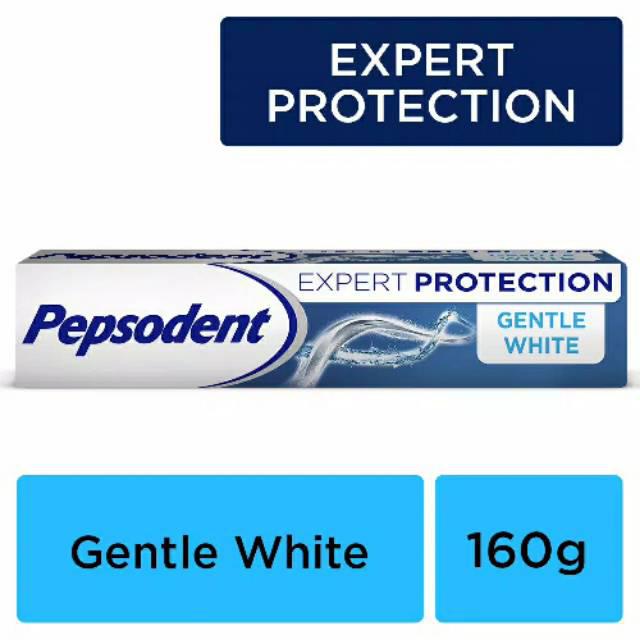 EXPERT
PROTECTION
EXPERT PROTECTION
Pepsodent
GENTLE
WHITE
Gentle White
160g